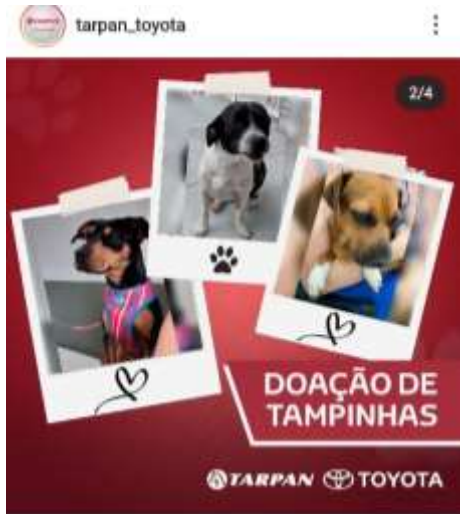 tarpan_toyota
2/4
DOAÇÃO DE
TAMPINHAS
TARPAN TOYOTA